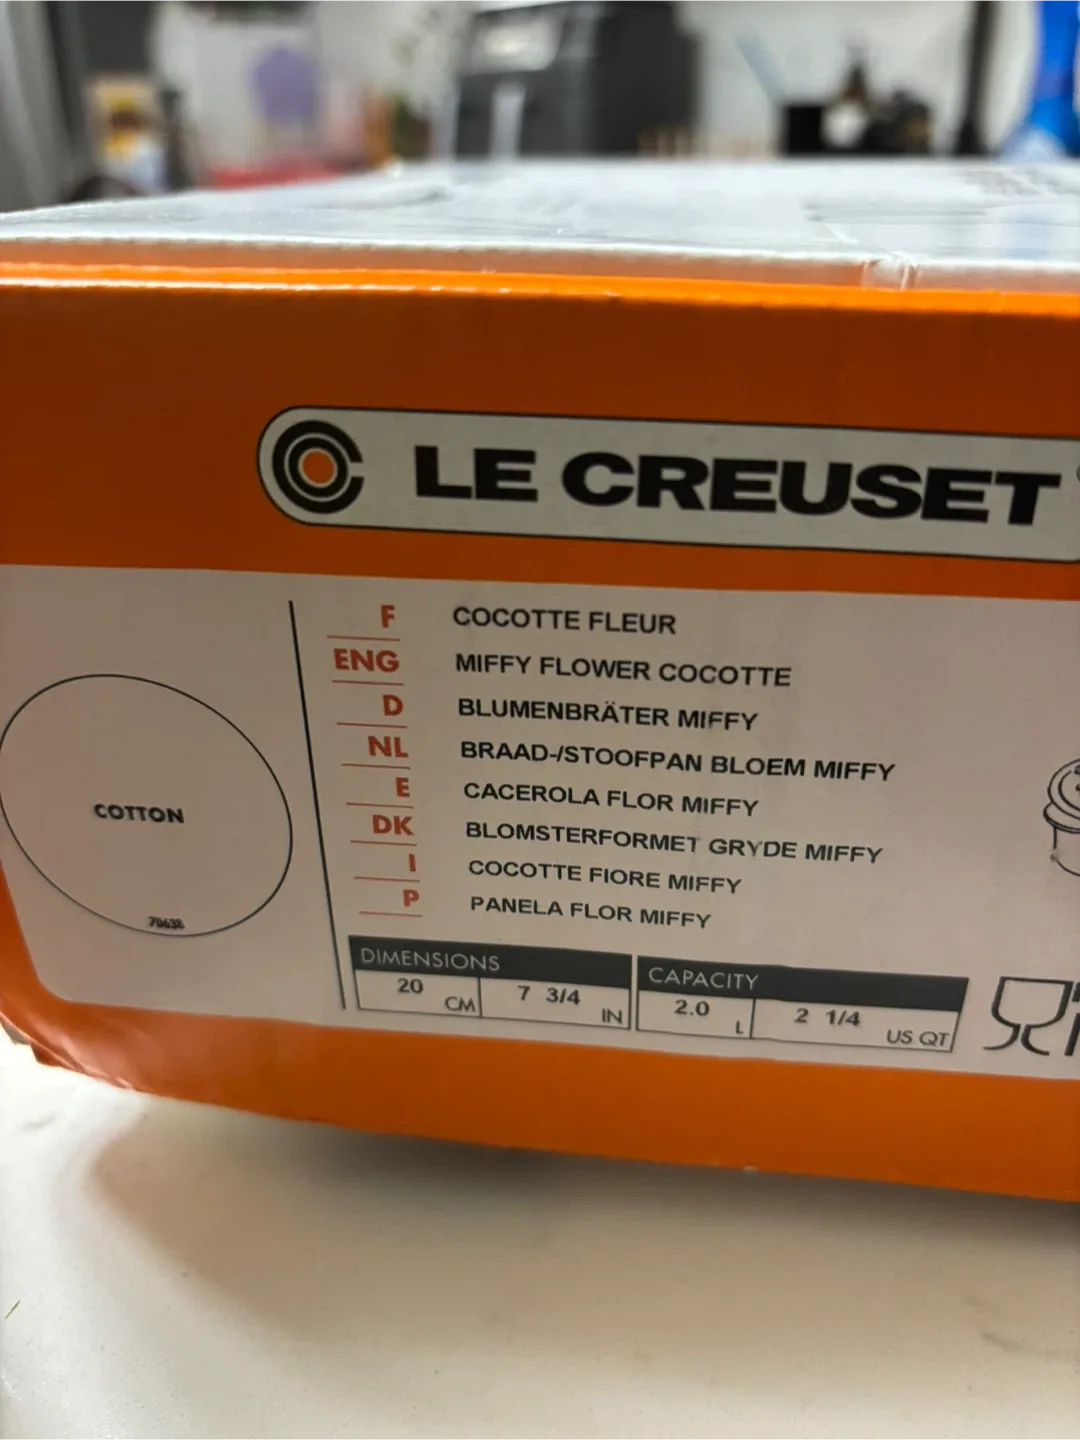 LE CREUSET
F COCOTTE FLEUR
ENG MIFFY FLOWER COCOTTE
D BLUMENBRÄTER MIFFY
NL BRAAD-/STOOFPAN BLOEM MIFFY
E CACEROLA FLOR MIFFY
DK BLOMSTERFORMET GRYDE MIFFY
I COCOTTE FIORE MIFFY
P PANELA FLOR MIFFY
COTTON
70638
DIMENSIONS
20 CM 7 3/4 IN
CAPACITY
2.0 L 2 1/4 US QT